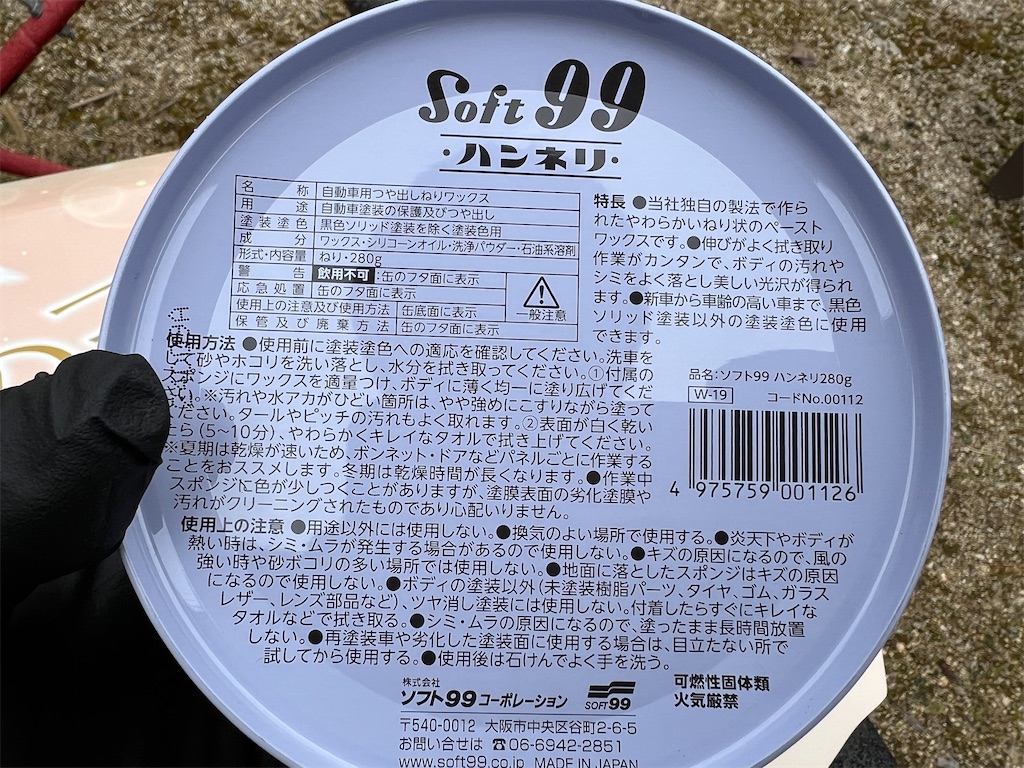 Soft 99
・ハンネリ・
名称 自動車用つや出しねりワックス
用途 自動車塗装の保護及びつや出し
塗装塗色 黒色ソリッド塗装を除く塗装色用
成分 ワックス・シリコーンオイル・洗浄パウダー・石油系溶剤
形式・内容量 ねり・280g
警告 飲用不可:缶のフタ面に表示
応急処置 缶のフタ面に表示
使用上の注意及び使用方法 缶底面に表示
保管及び廃棄方法 缶のフタ面に表示
一般注意
特長 ●当社独自の製法で作ら
れたやわらかいねり状のペースト
ワックスです。●伸びがよく拭き取り
作業がカンタンで、ボディの汚れや
シミをよく落とし美しい光沢が得られ
ます。●新車から車齢の高い車まで、黒色
ソリッド塗装以外の塗装塗色に使用
できます。
品名:ソフト99 ハンネリ280g
W-19 コードNo.00112
4 975759 001126
使用方法 ●使用前に塗装塗色への適応を確認してください。洗車を
して砂やホコリを洗い落とし、水分を拭き取ってください。①付属の
スポンジにワックスを適量つけ、ボディに薄く均一に塗り広げてくだ
い。※汚れや水アカがひどい箇所は、やや強めにこすりながら塗って
ください。タールやピッチの汚れもよく取れます。②表面が白く乾い
たら(5~10分)、やわらかくキレイなタオルで拭き上げてください。
※夏期は乾燥が速いため、ボンネット・ドアなどパネルごとに作業する
ことをおススメします。冬期は乾燥時間が長くなります。●作業中
スポンジに色が少しつくことがありますが、塗膜表面の劣化塗膜や
汚れがクリーニングされたものであり心配いりません。
使用上の注意 ●用途以外には使用しない。●換気のよい場所で使用する。●炎天下やボディが
熱い時は、シミ・ムラが発生する場合があるので使用しない。●キズの原因になるので、風の
強い時や砂ボコリの多い場所では使用しない。●地面に落としたスポンジはキズの原因
になるので使用しない。●ボディの塗装以外(未塗装樹脂パーツ、タイヤ、ゴム、ガラス
レザー、レンズ部品など)、ツヤ消し塗装には使用しない。付着したらすぐにキレイな
タオルなどで拭き取る。●シミ・ムラの原因になるので、塗ったまま長時間放置
しない。●再塗装車や劣化した塗装面に使用する場合は、目立たない所で
試してから使用する。●使用後は石けんでよく手を洗う。
株式会社
ソフト99コーポレーション SOFT99
可燃性固体類
火気厳禁
〒540-0012 大阪市中央区谷町2-6-5
お問い合せは ☎06-6942-2851
www.soft99.co.jp MADE IN JAPAN